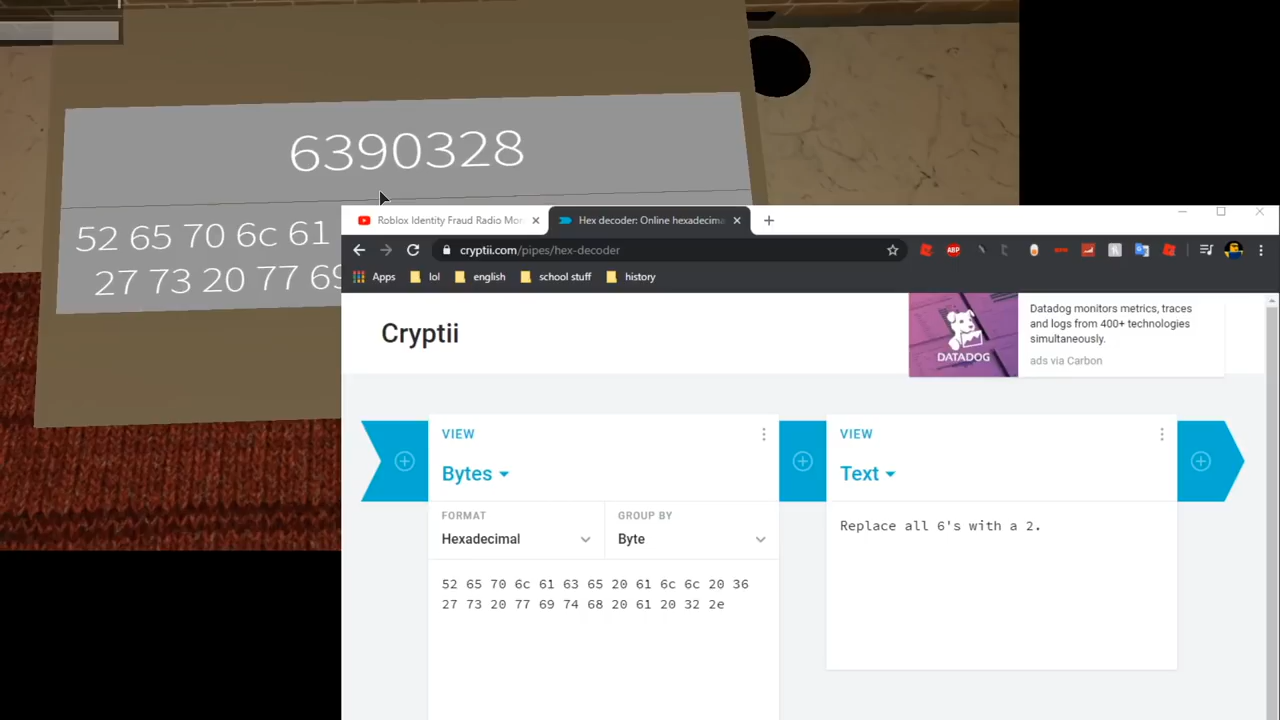 6390328
52 65 70 6c 61
27 73 20 77 69
Roblox Identity Fraud Radio Mor
Hex decoder: Online hexadecima
cryptii.com/pipes/hex-decoder
ABP
Apps
lol
english
school stuff
history
Cryptii
DATADOG
Datadog monitors metrics, traces
and logs from 400+ technologies
simultaneously.
ads via Carbon
VIEW
Bytes
FORMAT
Hexadecimal
GROUP BY
Byte
52 65 70 6c 61 63 65 20 61 6c 6c 20 36
27 73 20 77 69 74 68 20 61 20 32 2e
VIEW
Text
Replace all 6's with a 2.